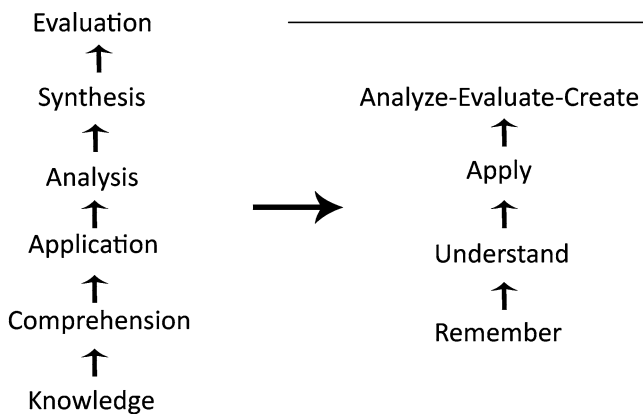 Evaluation
Synthesis
Analysis
Application
Comprehension
Knowledge
Analyze-Evaluate-Create
Apply
Understand
Remember